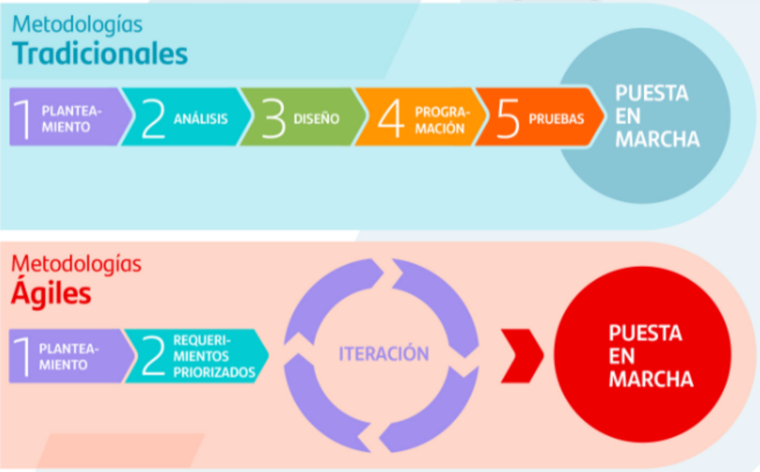 Metodologías
Tradicionales
1 PLANTEA-
MIENTO
2 ANÁLISIS
3 DISEÑO
4 PROGRA-
MACIÓN
5 PRUEBAS
PUESTA
EN
MARCHA
Metodologías
Ágiles
1 PLANTEA-
MIENTO
2 REQUERI-
MIENTOS
PRIORIZADOS
ITERACIÓN
PUESTA
EN
MARCHA